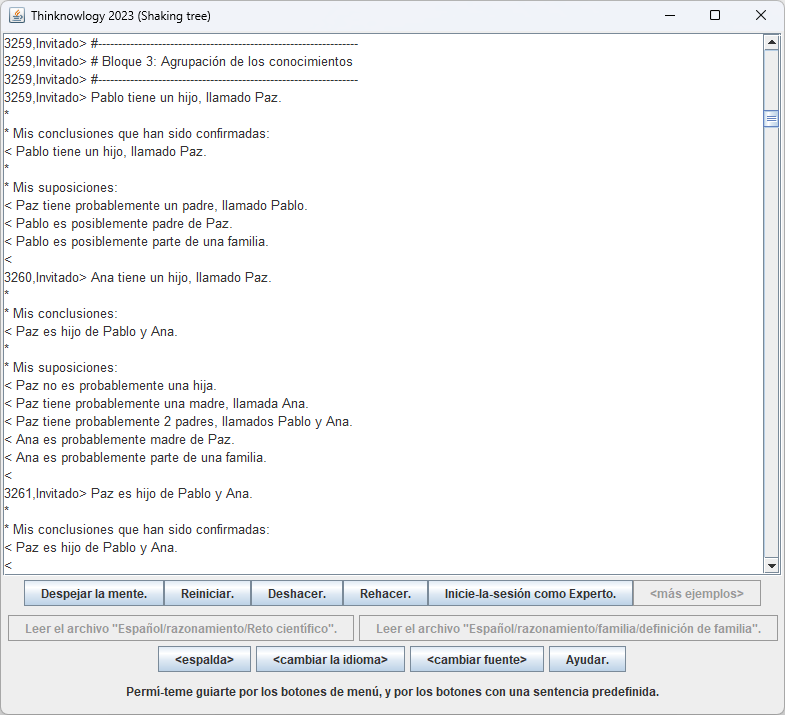 Thinknowlogy 2023 (Shaking tree)
3259,Invitado> #-----------------------------------------------------------------
3259,Invitado> # Bloque 3: Agrupación de los conocimientos
3259,Invitado> #-----------------------------------------------------------------
3259,Invitado> Pablo tiene un hijo, llamado Paz.
*
* Mis conclusiones que han sido confirmadas:
< Pablo tiene un hijo, llamado Paz.
*
* Mis suposiciones:
< Paz tiene probablemente un padre, llamado Pablo.
< Pablo es posiblemente padre de Paz.
< Pablo es posiblemente parte de una familia.
<
3260,Invitado> Ana tiene un hijo, llamado Paz.
*
* Mis conclusiones:
< Paz es hijo de Pablo y Ana.
*
* Mis suposiciones:
< Paz no es probablemente una hija.
< Paz tiene probablemente una madre, llamada Ana.
< Paz tiene probablemente 2 padres, llamados Pablo y Ana.
< Ana es probablemente madre de Paz.
< Ana es probablemente parte de una familia.
<
3261,Invitado> Paz es hijo de Pablo y Ana.
*
* Mis conclusiones que han sido confirmadas:
< Paz es hijo de Pablo y Ana.
<
Despejar la mente. Reiniciar. Deshacer. Rehacer. Inicie-la-sesión como Experto. <más ejemplos>
Leer el archivo "Español/razonamiento/Reto científico". Leer el archivo "Español/razonamiento/familia/definición de familia".
<espalda> <cambiar la idioma> <cambiar fuente> Ayudar.
Permí-teme guiarte por los botones de menú, y por los botones con una sentencia predefinida.